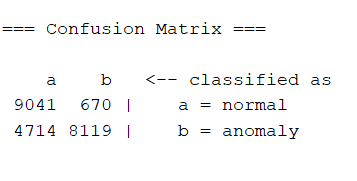 === Confusion Matrix ===
a b <-- classified as
9041 670 | a = normal
4714 8119 | b = anomaly